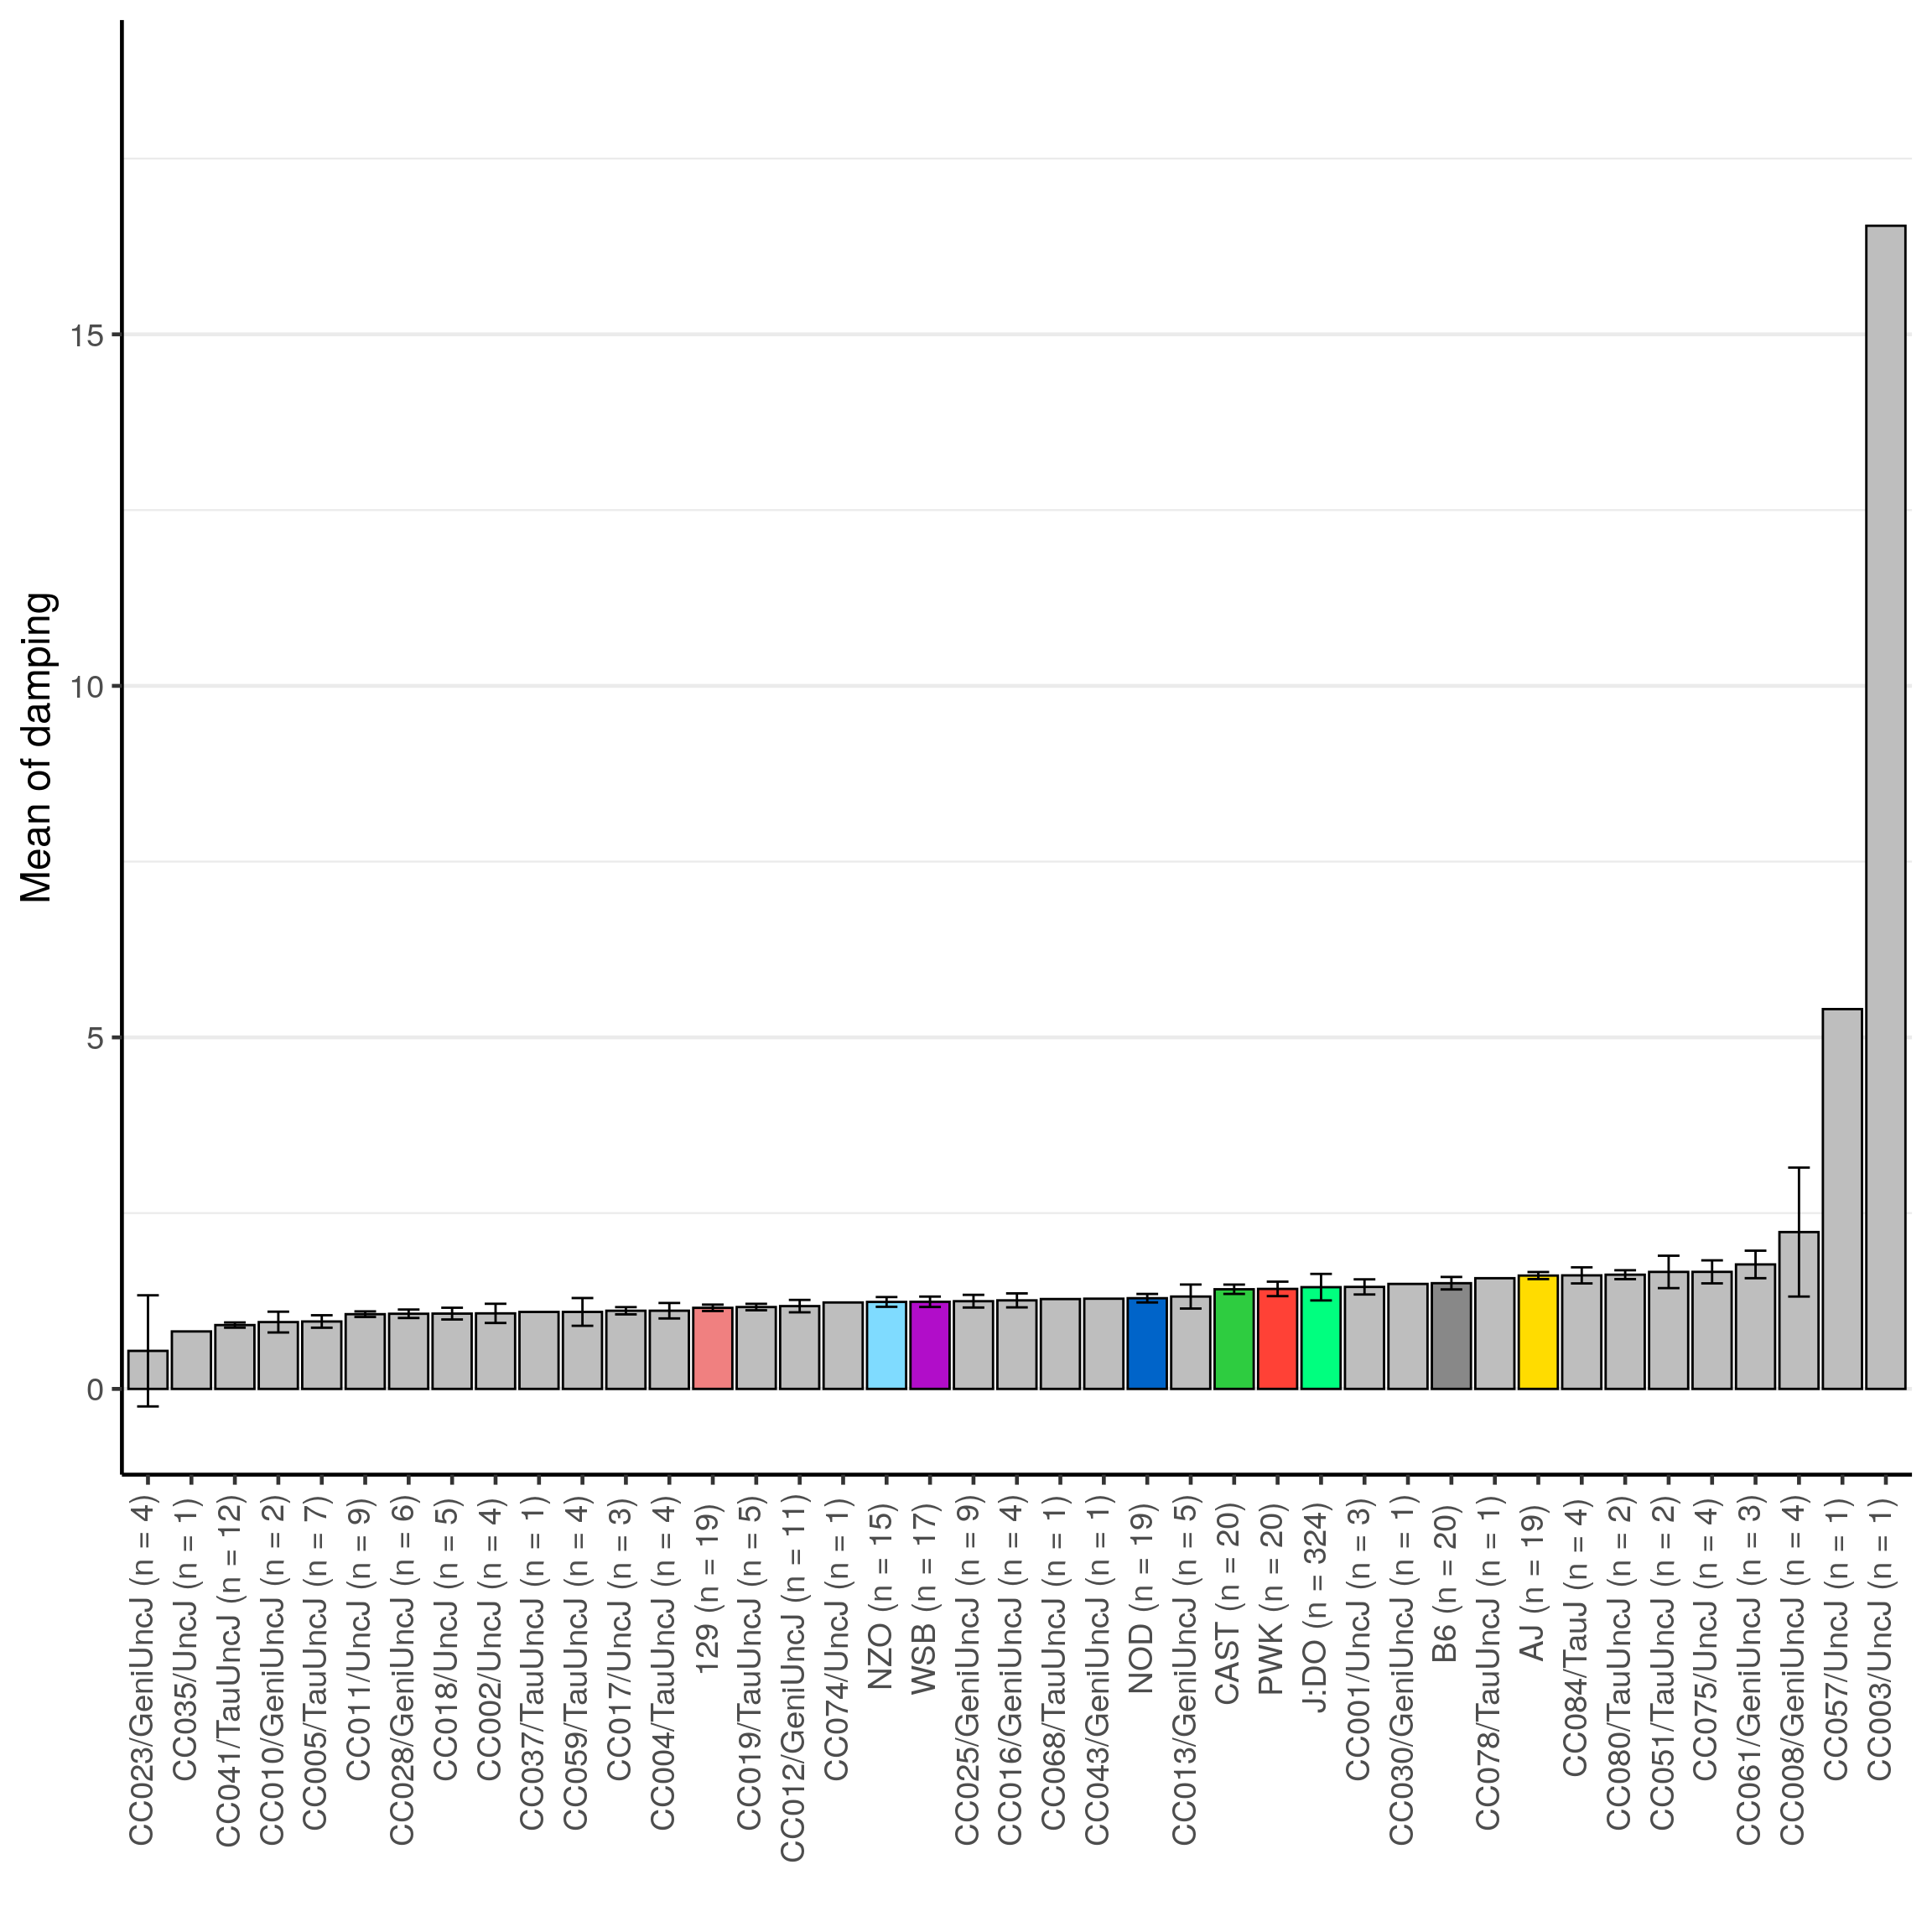 Mean of damping
15
10
5
0
CC023/GeniUncJ (n = 4)
CC035/UncJ (n = 1)
CC041/TauUncJ (n = 12)
CC010/GeniUncJ (n = 2)
CC005/TauUncJ (n = 7)
CC011/UncJ (n = 9)
CC028/GeniUncJ (n = 6)
CC018/UncJ (n = 5)
CC002/UncJ (n = 4)
CC037/TauUncJ (n = 1)
CC059/TauUncJ (n = 4)
CC017/UncJ (n = 3)
CC004/TauUncJ (n = 4)
129 (n = 19)
CC019/TauUncJ (n = 5)
CC012/GeniUncJ (n = 11)
CC074/UncJ (n = 1)
NZO (n = 15)
WSB (n = 17)
CC025/GeniUncJ (n = 9)
CC016/GeniUncJ (n = 4)
CC068/TauUncJ (n = 1)
CC043/GeniUncJ (n = 1)
NOD (n = 19)
CC013/GeniUncJ (n = 5)
CAST (n = 20)
PWK (n = 20)
J:DO (n = 324)
CC001/UncJ (n = 3)
CC030/GeniUncJ (n = 1)
B6 (n = 20)
CC078/TauUncJ (n = 1)
AJ (n = 19)
CC084/TauJ (n = 4)
CC080/TauUncJ (n = 2)
CC051/TauUncJ (n = 2)
CC075/UncJ (n = 4)
CC061/GeniUncJ (n = 3)
CC008/GeniUncJ (n = 4)
CC057/UncJ (n = 1)
CC003/UncJ (n = 1)